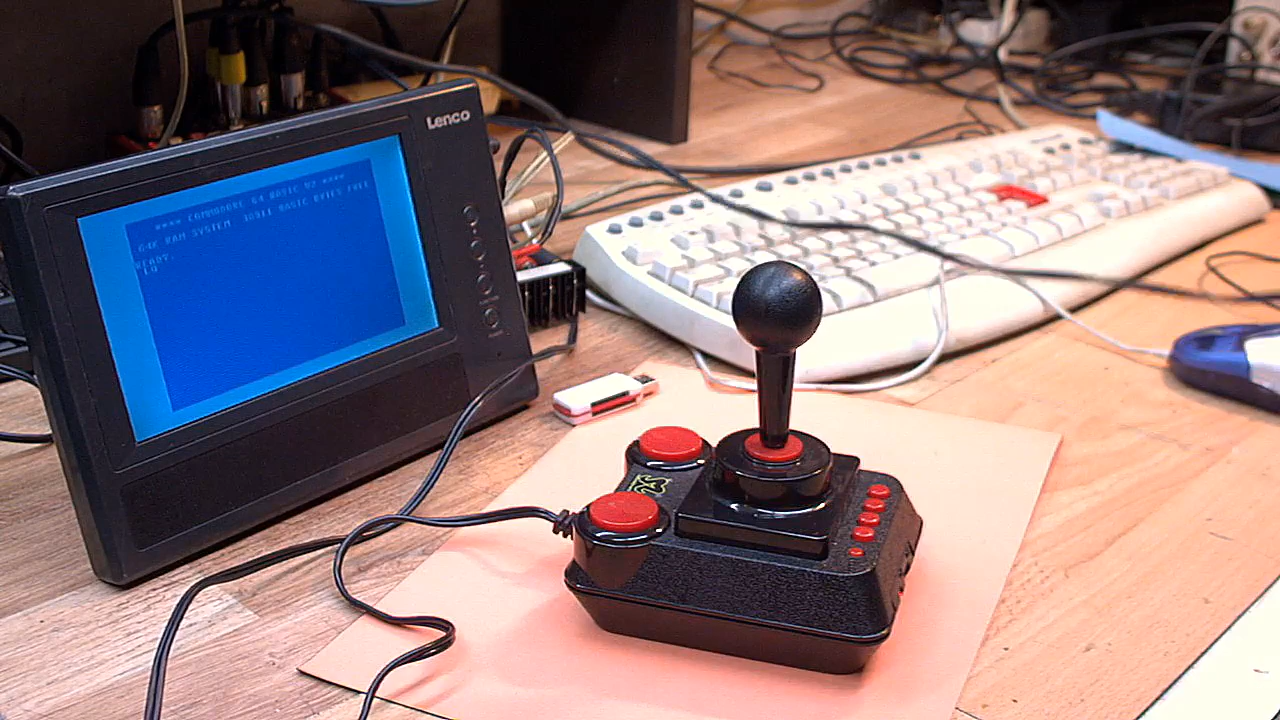 Lenco
**** COMMODORE 64 BASIC V2 ****
64K RAM SYSTEM 38911 BASIC BYTES FREE
READY.